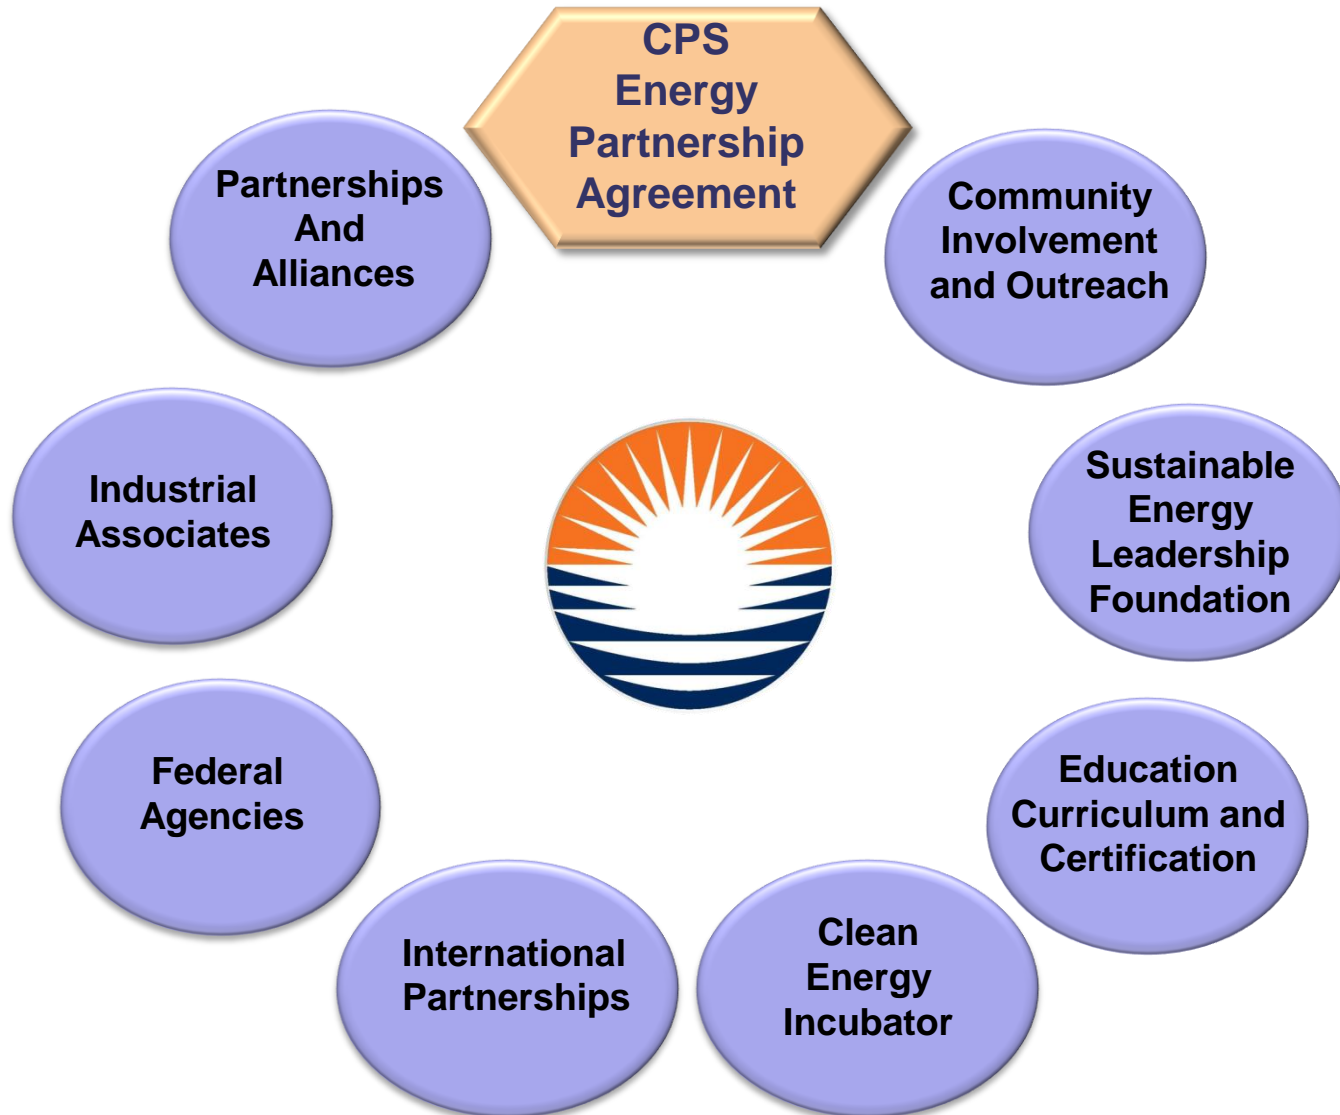 CPS
Energy
Partnership
Agreement
Partnerships
And
Alliances
Community
Involvement
and Outreach
Industrial
Associates
Sustainable
Energy
Leadership
Foundation
Federal
Agencies
Education
Curriculum and
Certification
International
Partnerships
Clean
Energy
Incubator